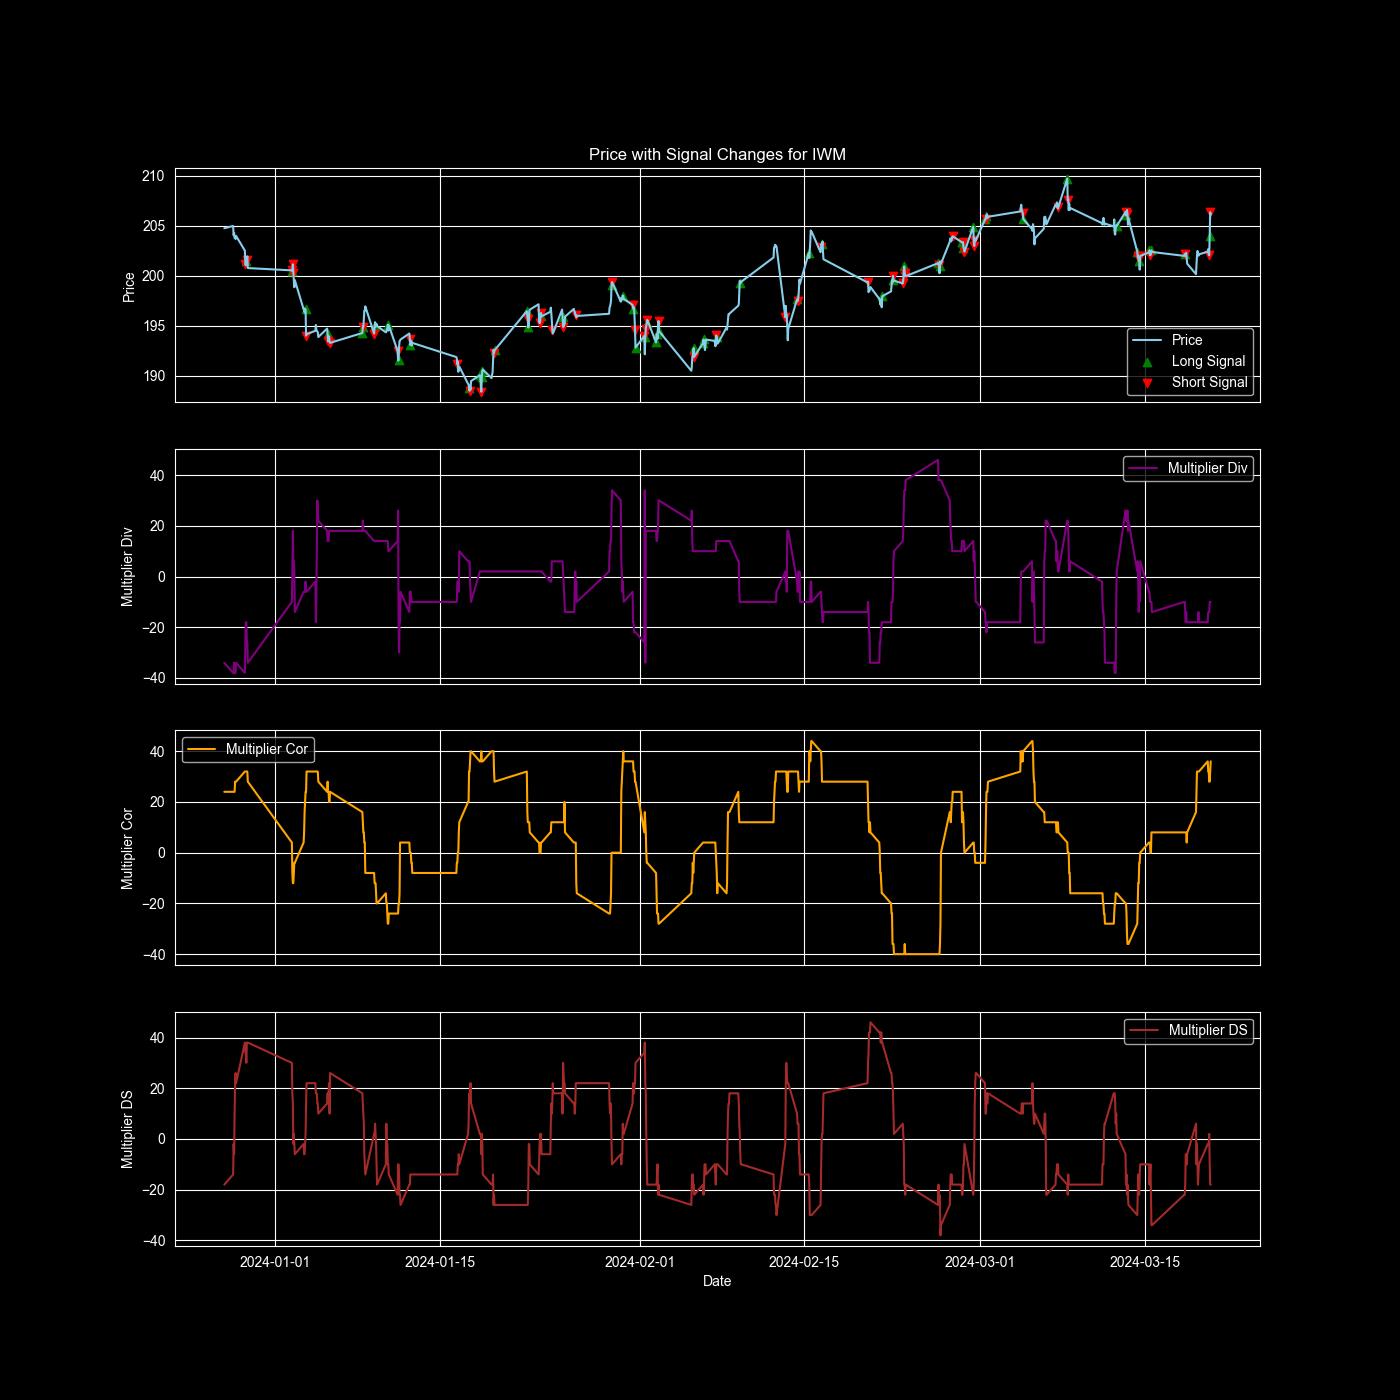 Price with Signal Changes for IWM
210
205
200
195
190
Price
Price
Long Signal
Short Signal
40
20
0
−20
−40
Multiplier Div
Multiplier Div
40
20
0
−20
−40
Multiplier Cor
Multiplier Cor
40
20
0
−20
−40
Multiplier DS
Multiplier DS
2024-01-01 2024-01-15 2024-02-01 2024-02-15 2024-03-01 2024-03-15
Date